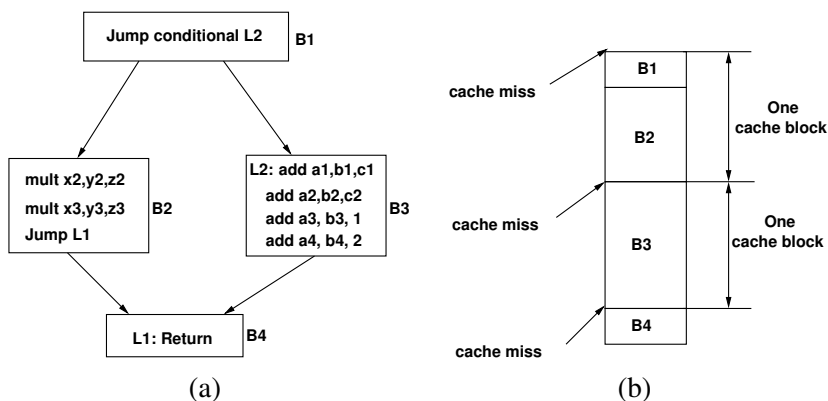 Jump conditional L2
B1
mult x2,y2,z2
mult x3,y3,z3
Jump L1
B2
L2: add a1,b1,c1
add a2,b2,c2
add a3, b3, 1
add a4, b4, 2
B3
L1: Return
B4
(a)
cache miss
B1
B2
One
cache block
cache miss
B3
One
cache block
cache miss
B4
(b)